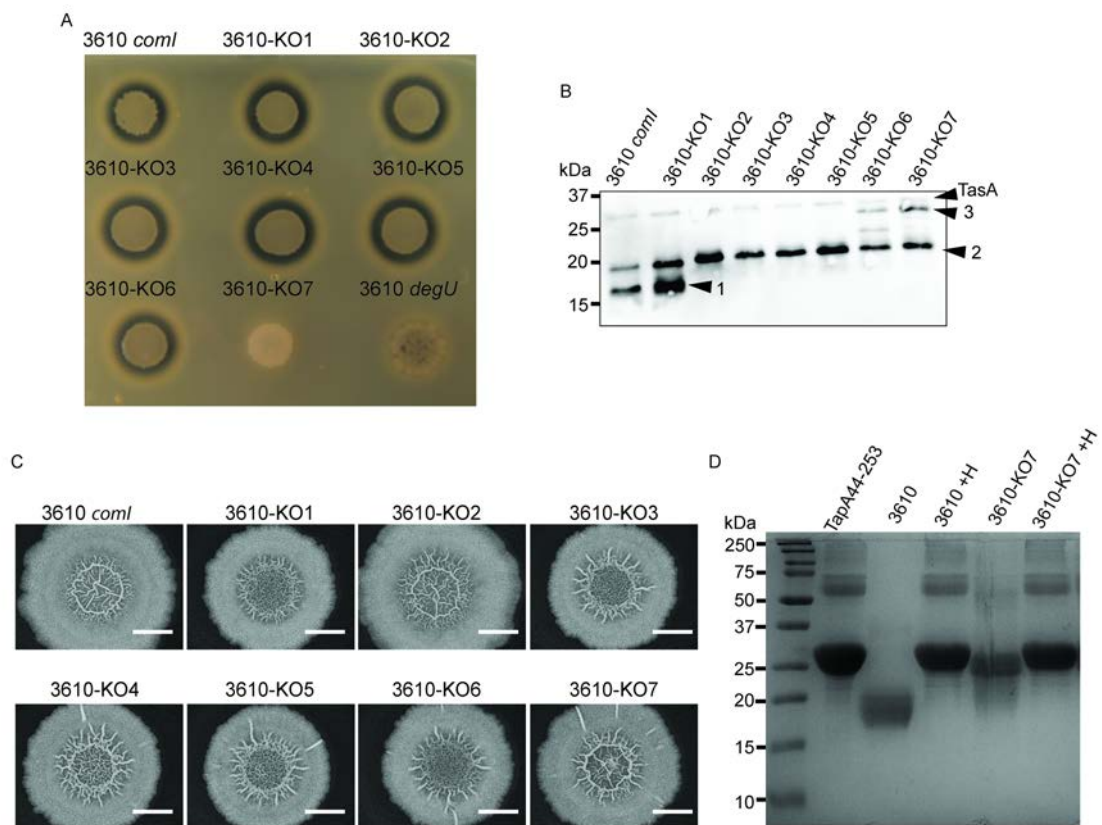 A
3610 comI 3610-KO1 3610-KO2
3610-KO3 3610-KO4 3610-KO5
3610-KO6 3610-KO7 3610 degU
B
3610 comI 3610-KO1 3610-KO2 3610-KO3 3610-KO4 3610-KO5 3610-KO6 3610-KO7
kDa
37
25
20
15
TasA
3
2
1
C
3610 comI 3610-KO1 3610-KO2 3610-KO3
3610-KO4 3610-KO5 3610-KO6 3610-KO7
D
TapA44-253 3610 3610 +H 3610-KO7 3610-KO7 +H
kDa
250
75
50
37
25
20
15
10